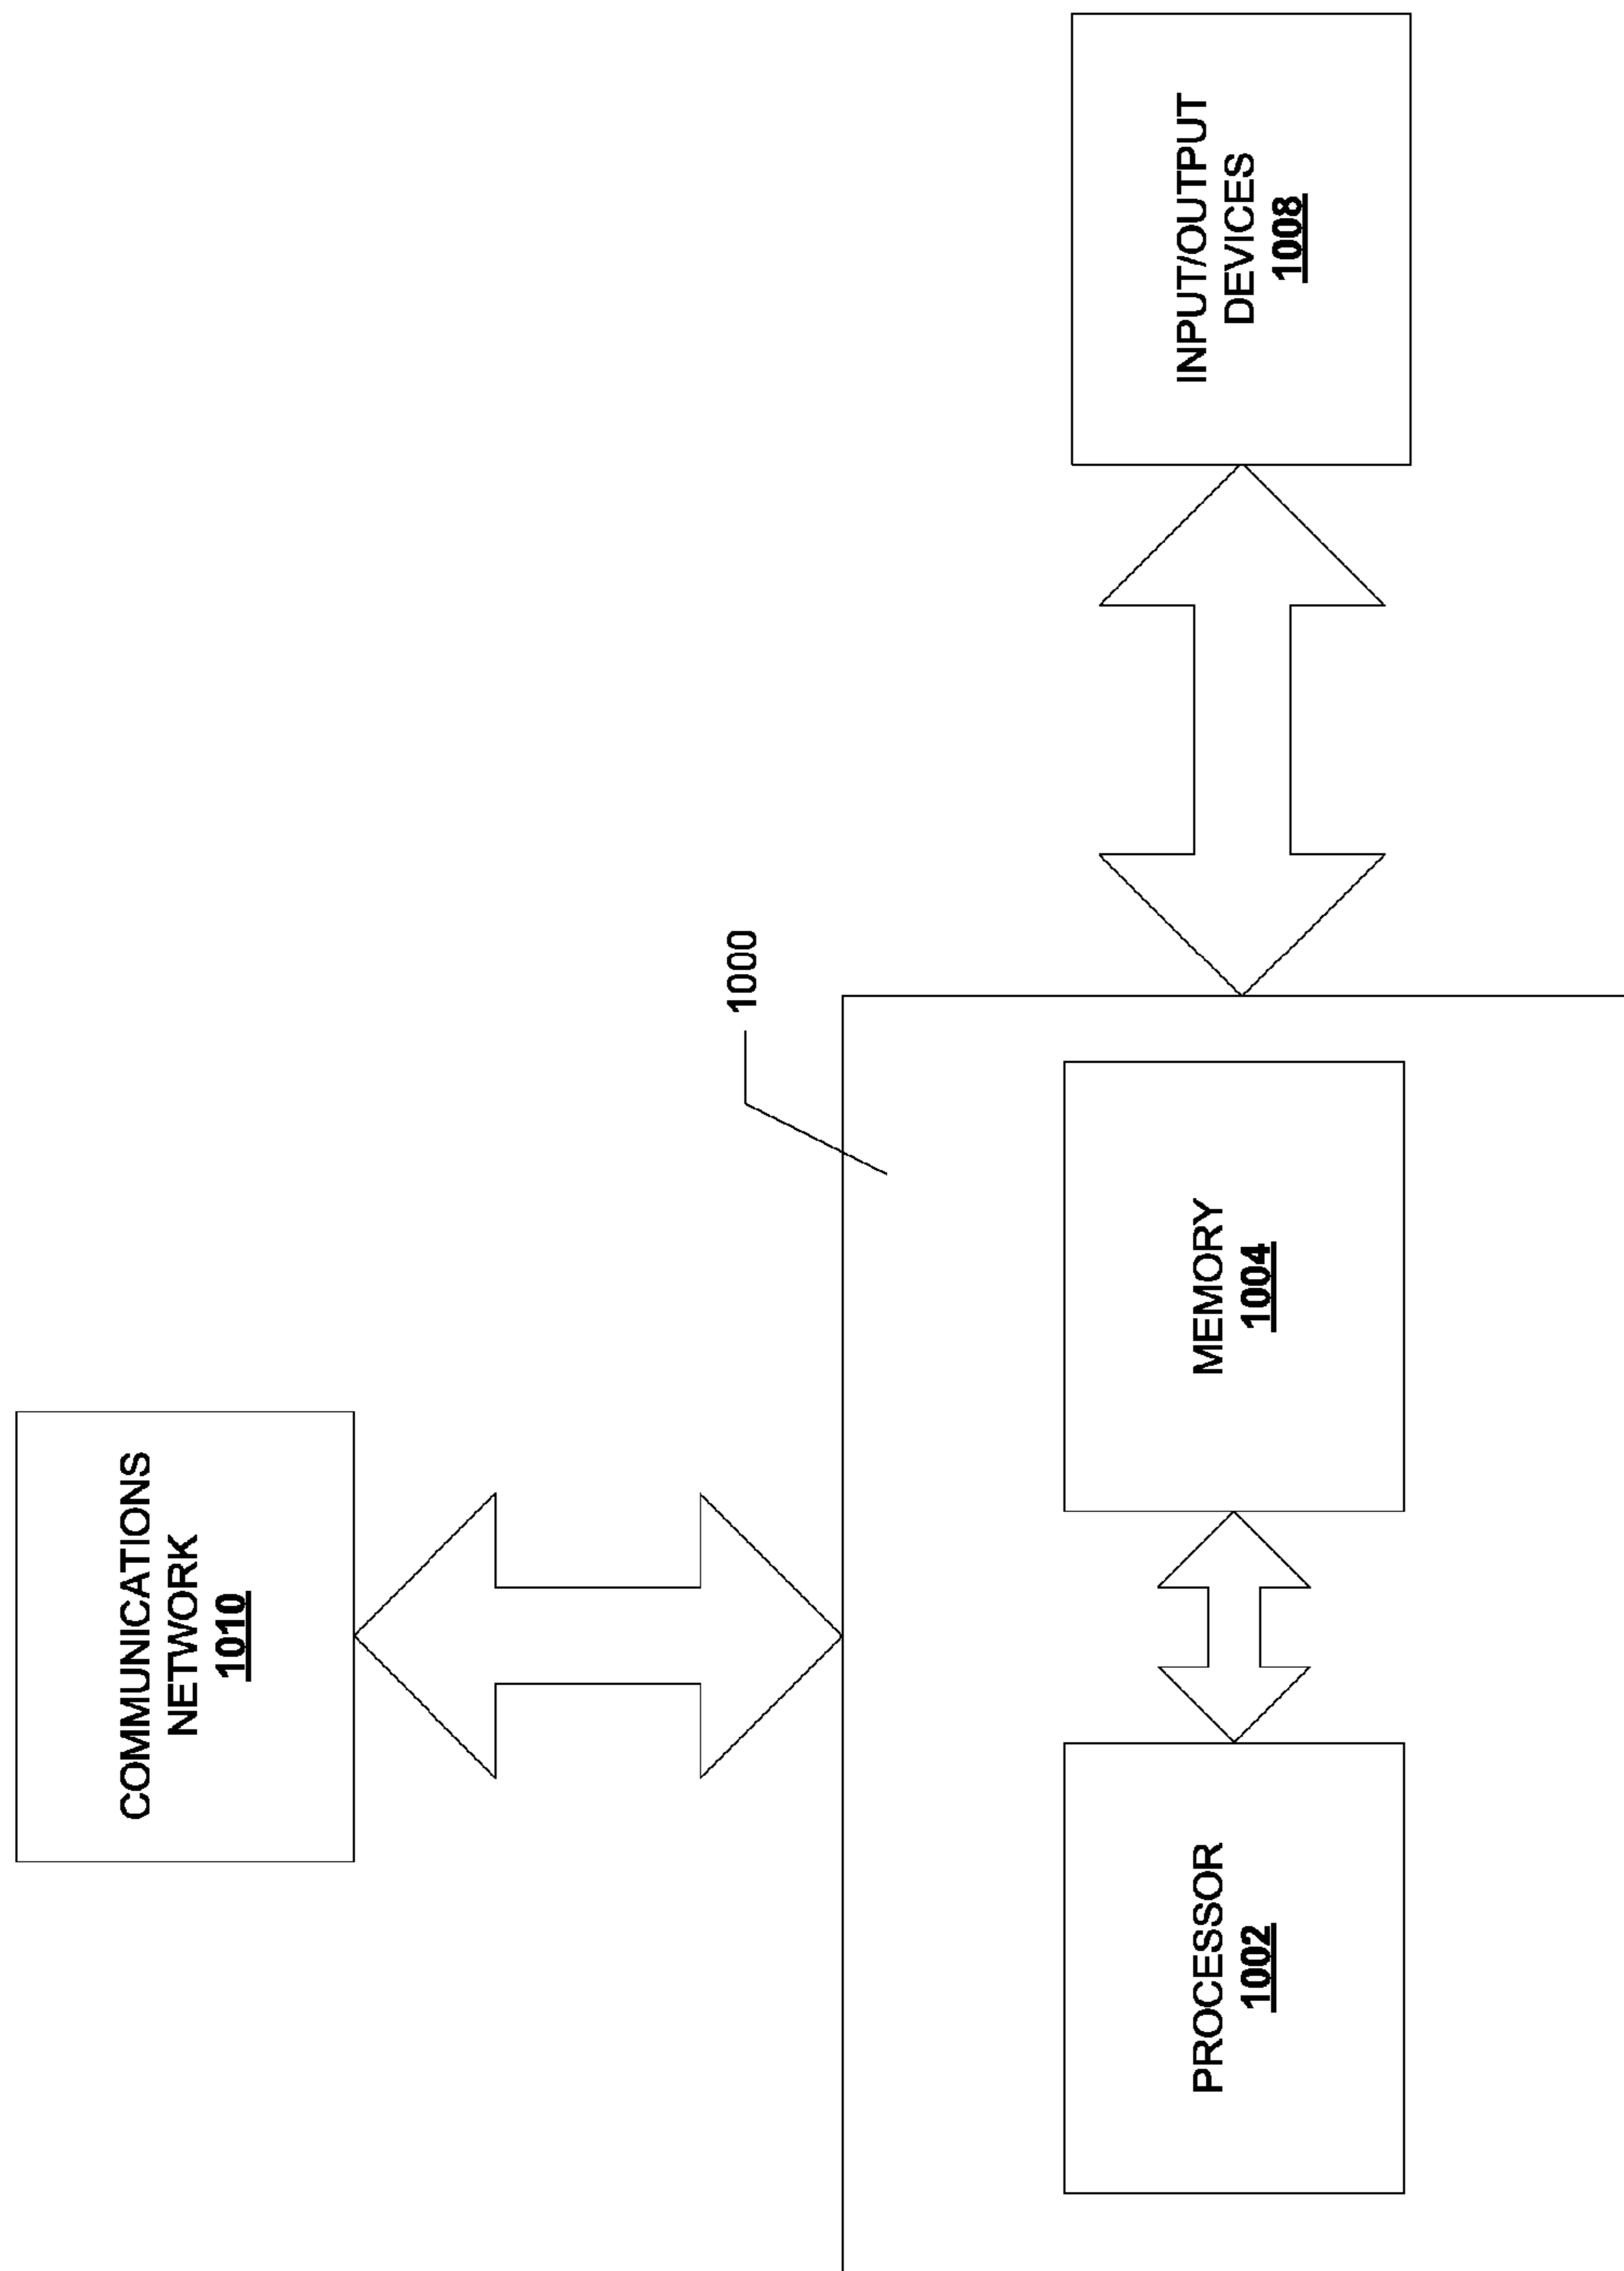 COMMUNICATIONS
NETWORK
1010
1000
PROCESSOR
1002
MEMORY
1004
INPUT/OUTPUT
DEVICES
1008